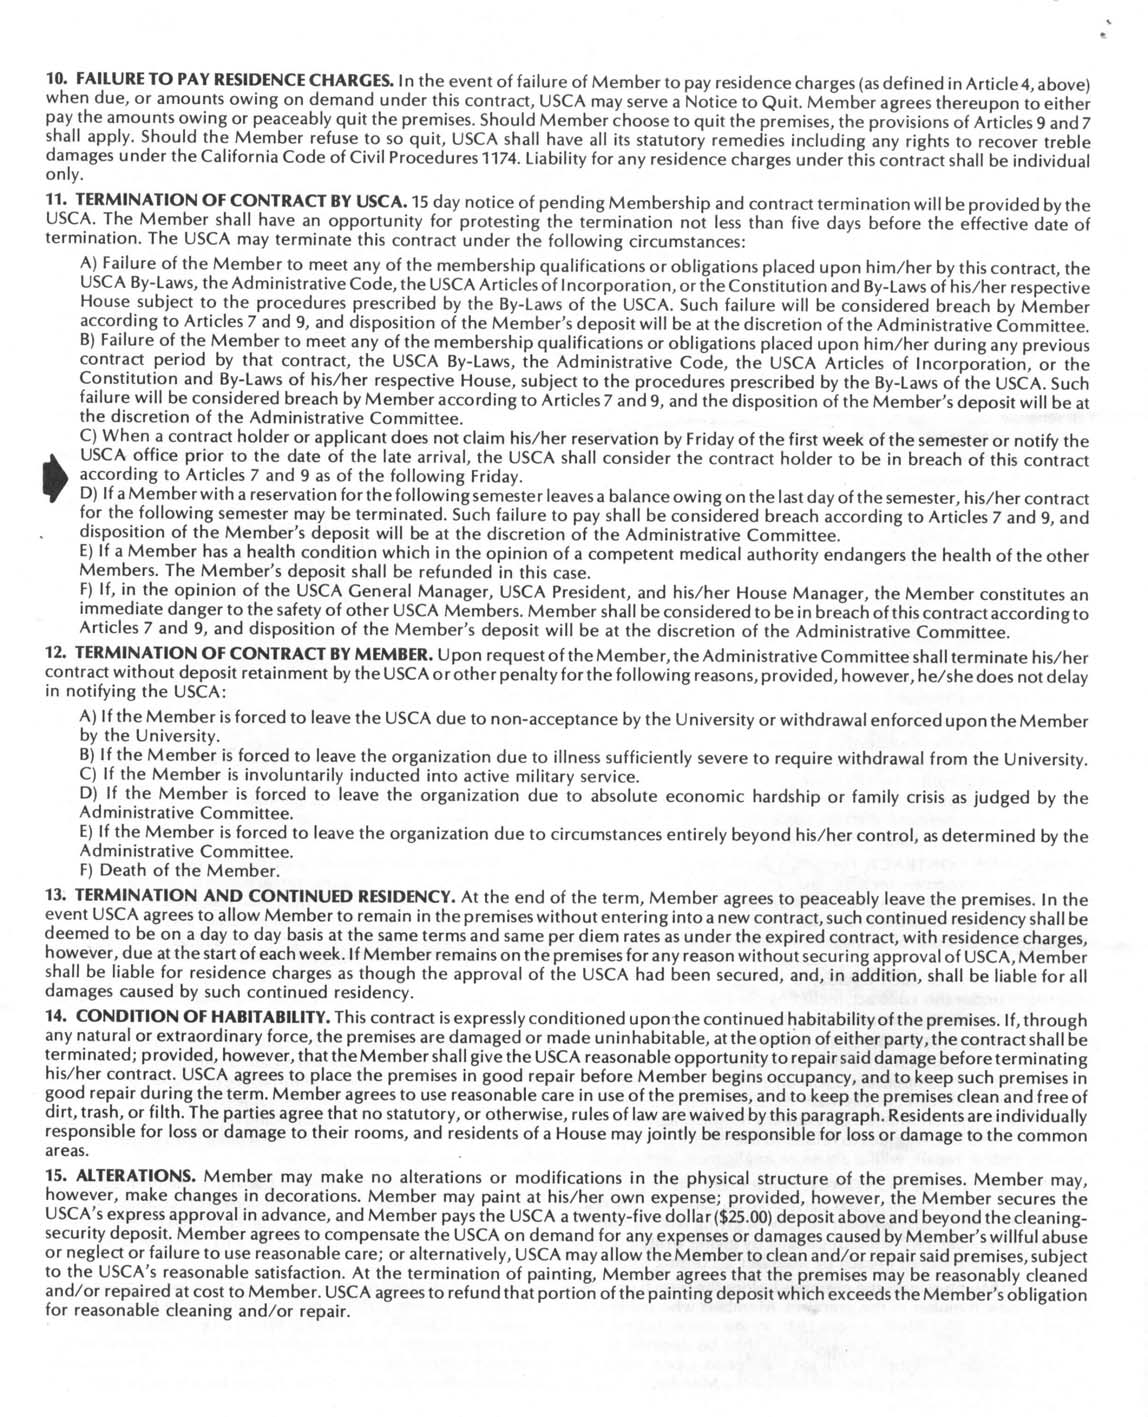 10. FAILURE TO PAY RESIDENCE CHARGES. In the event of failure of Member to pay residence charges (as defined in Article 4, above)
when due, or amounts owing on demand under this contract, USCA may serve a Notice to Quit. Member agrees thereupon to either
pay the amounts owing or peaceably quit the premises. Should Member choose to quit the premises, the provisions of Articles 9 and 7
shall apply. Should the Member refuse to so quit, USCA shall have all its statutory remedies including any rights to recover treble
damages under the California Code of Civil Procedures 1174. Liability for any residence charges under this contract shall be individual
only.
11. TERMINATION OF CONTRACT BY USCA. 15 day notice of pending Membership and contract termination will be provided by the
USCA. The Member shall have an opportunity for protesting the termination not less than five days before the effective date of
termination. The USCA may terminate this contract under the following circumstances:
A) Failure of the Member to meet any of the membership qualifications or obligations placed upon him/her by this contract, the
USCA By-Laws, the Administrative Code, the USCA Articles of Incorporation, or the Constitution and By-Laws of his/her respective
House subject to the procedures prescribed by the By-Laws of the USCA. Such failure will be considered breach by Member
according to Articles 7 and 9, and disposition of the Member's deposit will be at the discretion of the Administrative Committee.
B) Failure of the Member to meet any of the membership qualifications or obligations placed upon him/her during any previous
contract period by that contract, the USCA By-Laws, the Administrative Code, the USCA Articles of Incorporation, or the
Constitution and By-Laws of his/her respective House, subject to the procedures prescribed by the By-Laws of the USCA. Such
failure will be considered breach by Member according to Articles 7 and 9, and the disposition of the Member's deposit will be at
the discretion of the Administrative Committee.
C) When a contract holder or applicant does not claim his/her reservation by Friday of the first week of the semester or notify the
USCA office prior to the date of the late arrival, the USCA shall consider the contract holder to be in breach of this contract
according to Articles 7 and 9 as of the following Friday.
D) If a Member with a reservation for the following semester leaves a balance owing on the last day of the semester, his/her contract
for the following semester may be terminated. Such failure to pay shall be considered breach according to Articles 7 and 9, and
disposition of the Member's deposit will be at the discretion of the Administrative Committee.
E) If a Member has a health condition which in the opinion of a competent medical authority endangers the health of the other
Members. The Member's deposit shall be refunded in this case.
F) If, in the opinion of the USCA General Manager, USCA President, and his/her House Manager, the Member constitutes an
immediate danger to the safety of other USCA Members. Member shall be considered to be in breach of this contract according to
Articles 7 and 9, and disposition of the Member's deposit will be at the discretion of the Administrative Committee.
12. TERMINATION OF CONTRACT BY MEMBER. Upon request of the Member, the Administrative Committee shall terminate his/her
contract without deposit retainment by the USCA or other penalty for the following reasons, provided, however, he/she does not delay
in notifying the USCA:
A) If the Member is forced to leave the USCA due to non-acceptance by the University or withdrawal enforced upon the Member
by the University.
B) If the Member is forced to leave the organization due to illness sufficiently severe to require withdrawal from the University.
C) If the Member is involuntarily inducted into active military service.
D) If the Member is forced to leave the organization due to absolute economic hardship or family crisis as judged by the
Administrative Committee.
E) If the Member is forced to leave the organization due to circumstances entirely beyond his/her control, as determined by the
Administrative Committee.
F) Death of the Member.
13. TERMINATION AND CONTINUED RESIDENCY. At the end of the term, Member agrees to peaceably leave the premises. In the
event USCA agrees to allow Member to remain in the premises without entering into a new contract, such continued residency shall be
deemed to be on a day to day basis at the same terms and same per diem rates as under the expired contract, with residence charges,
however, due at the start of each week. If Member remains on the premises for any reason without securing approval of USCA, Member
shall be liable for residence charges as though the approval of the USCA had been secured, and, in addition, shall be liable for all
damages caused by such continued residency.
14. CONDITION OF HABITABILITY. This contract is expressly conditioned upon the continued habitability of the premises. If, through
any natural or extraordinary force, the premises are damaged or made uninhabitable, at the option of either party, the contract shall be
terminated; provided, however, that the Member shall give the USCA reasonable opportunity to repair said damage before terminating
his/her contract. USCA agrees to place the premises in good repair before Member begins occupancy, and to keep such premises in
good repair during the term. Member agrees to use reasonable care in use of the premises, and to keep the premises clean and free of
dirt, trash, or filth. The parties agree that no statutory, or otherwise, rules of law are waived by this paragraph. Residents are individually
responsible for loss or damage to their rooms, and residents of a House may jointly be responsible for loss or damage to the common
areas.
15. ALTERATIONS. Member may make no alterations or modifications in the physical structure of the premises. Member may,
however, make changes in decorations. Member may paint at his/her own expense; provided, however, the Member secures the
USCA's express approval in advance, and Member pays the USCA a twenty-five dollar ($25.00) deposit above and beyond the cleaning-
security deposit. Member agrees to compensate the USCA on demand for any expenses or damages caused by Member's willful abuse
or neglect or failure to use reasonable care; or alternatively, USCA may allow the Member to clean and/or repair said premises, subject
to the USCA's reasonable satisfaction. At the termination of painting, Member agrees that the premises may be reasonably cleaned
and/or repaired at cost to Member. USCA agrees to refund that portion of the painting deposit which exceeds the Member's obligation
for reasonable cleaning and/or repair.